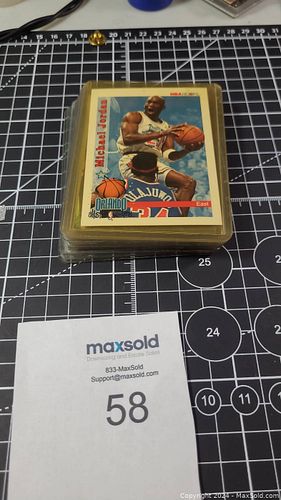 NBA HOOPS
Michael Jordan
OLAJUWON
34
ORLANDO
East
25
24
10
11
maxsold
Downsizing and Estate Sales
833-MaxSold
Support@maxsold.com
58
Copyright 2024 - MaxSold